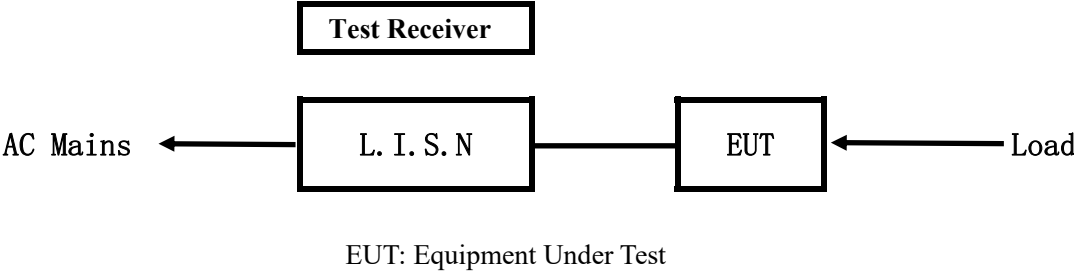 Test Receiver
AC Mains L.I.S.N EUT Load
EUT: Equipment Under Test